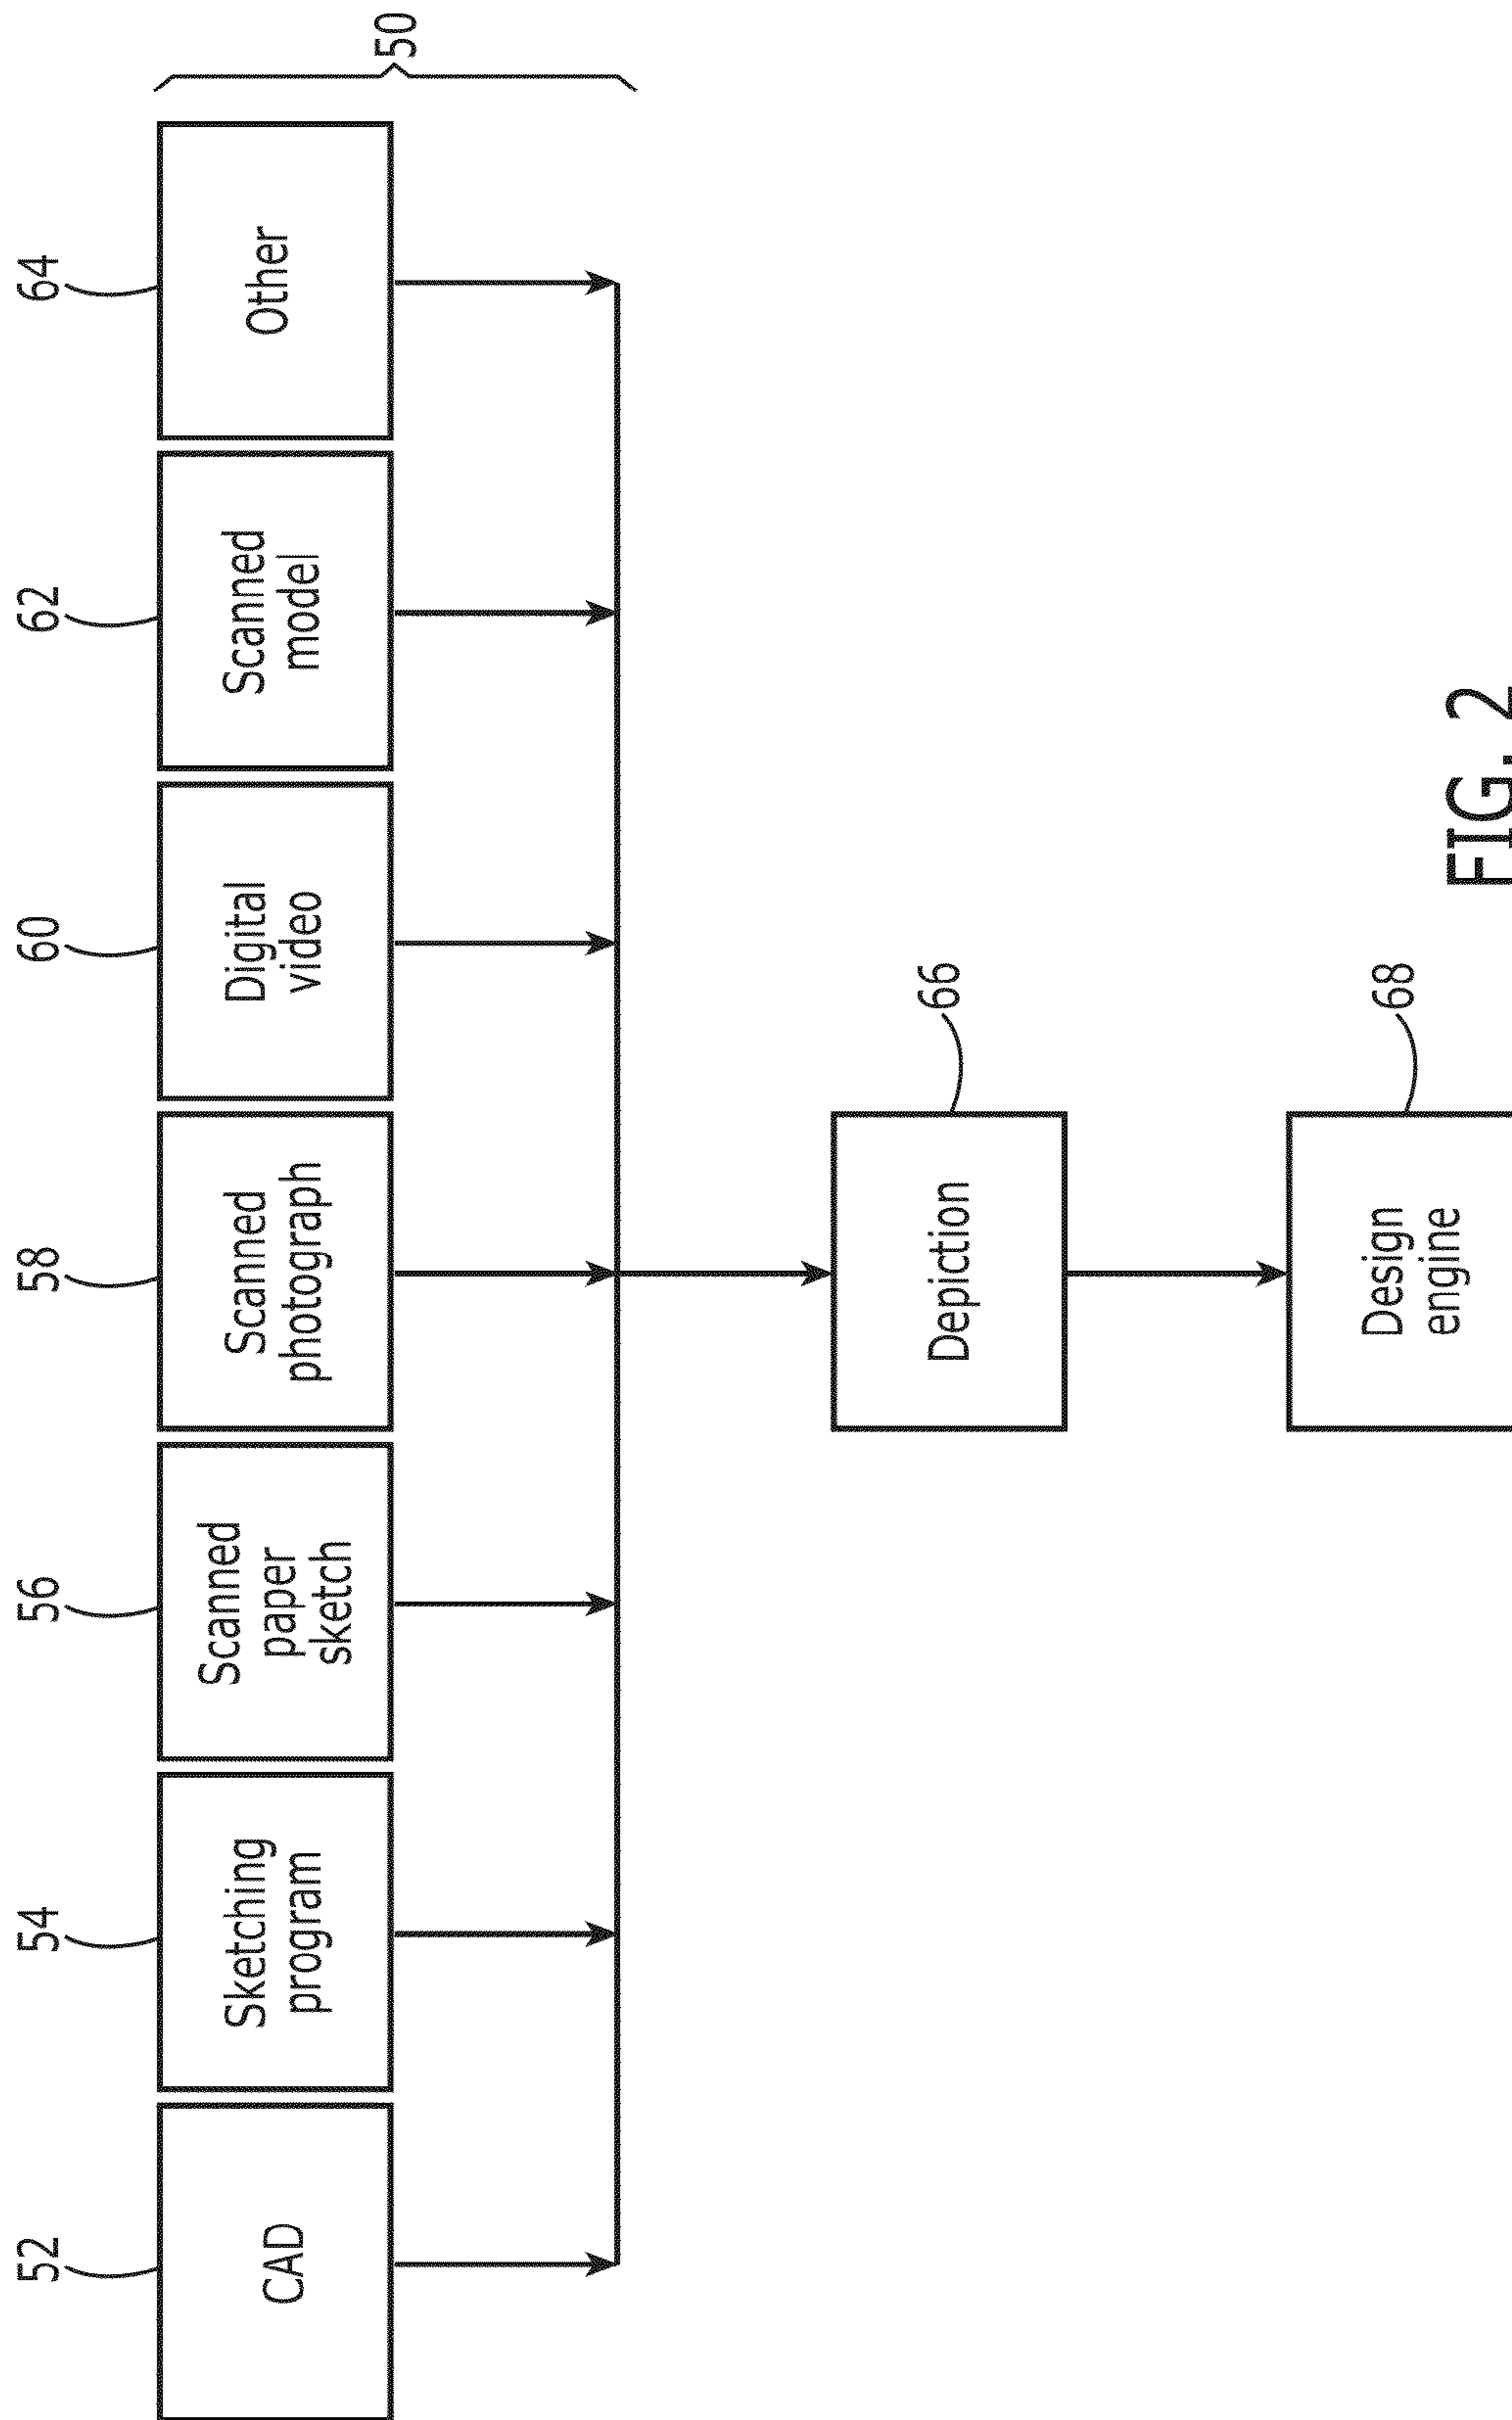 52
54
56
58
60
62
64
CAD
Sketching
program
Scanned
paper
sketch
Scanned
photograph
Digital
video
Scanned
model
Other
50
66
Depiction
68
Design
engine
FIG. 2